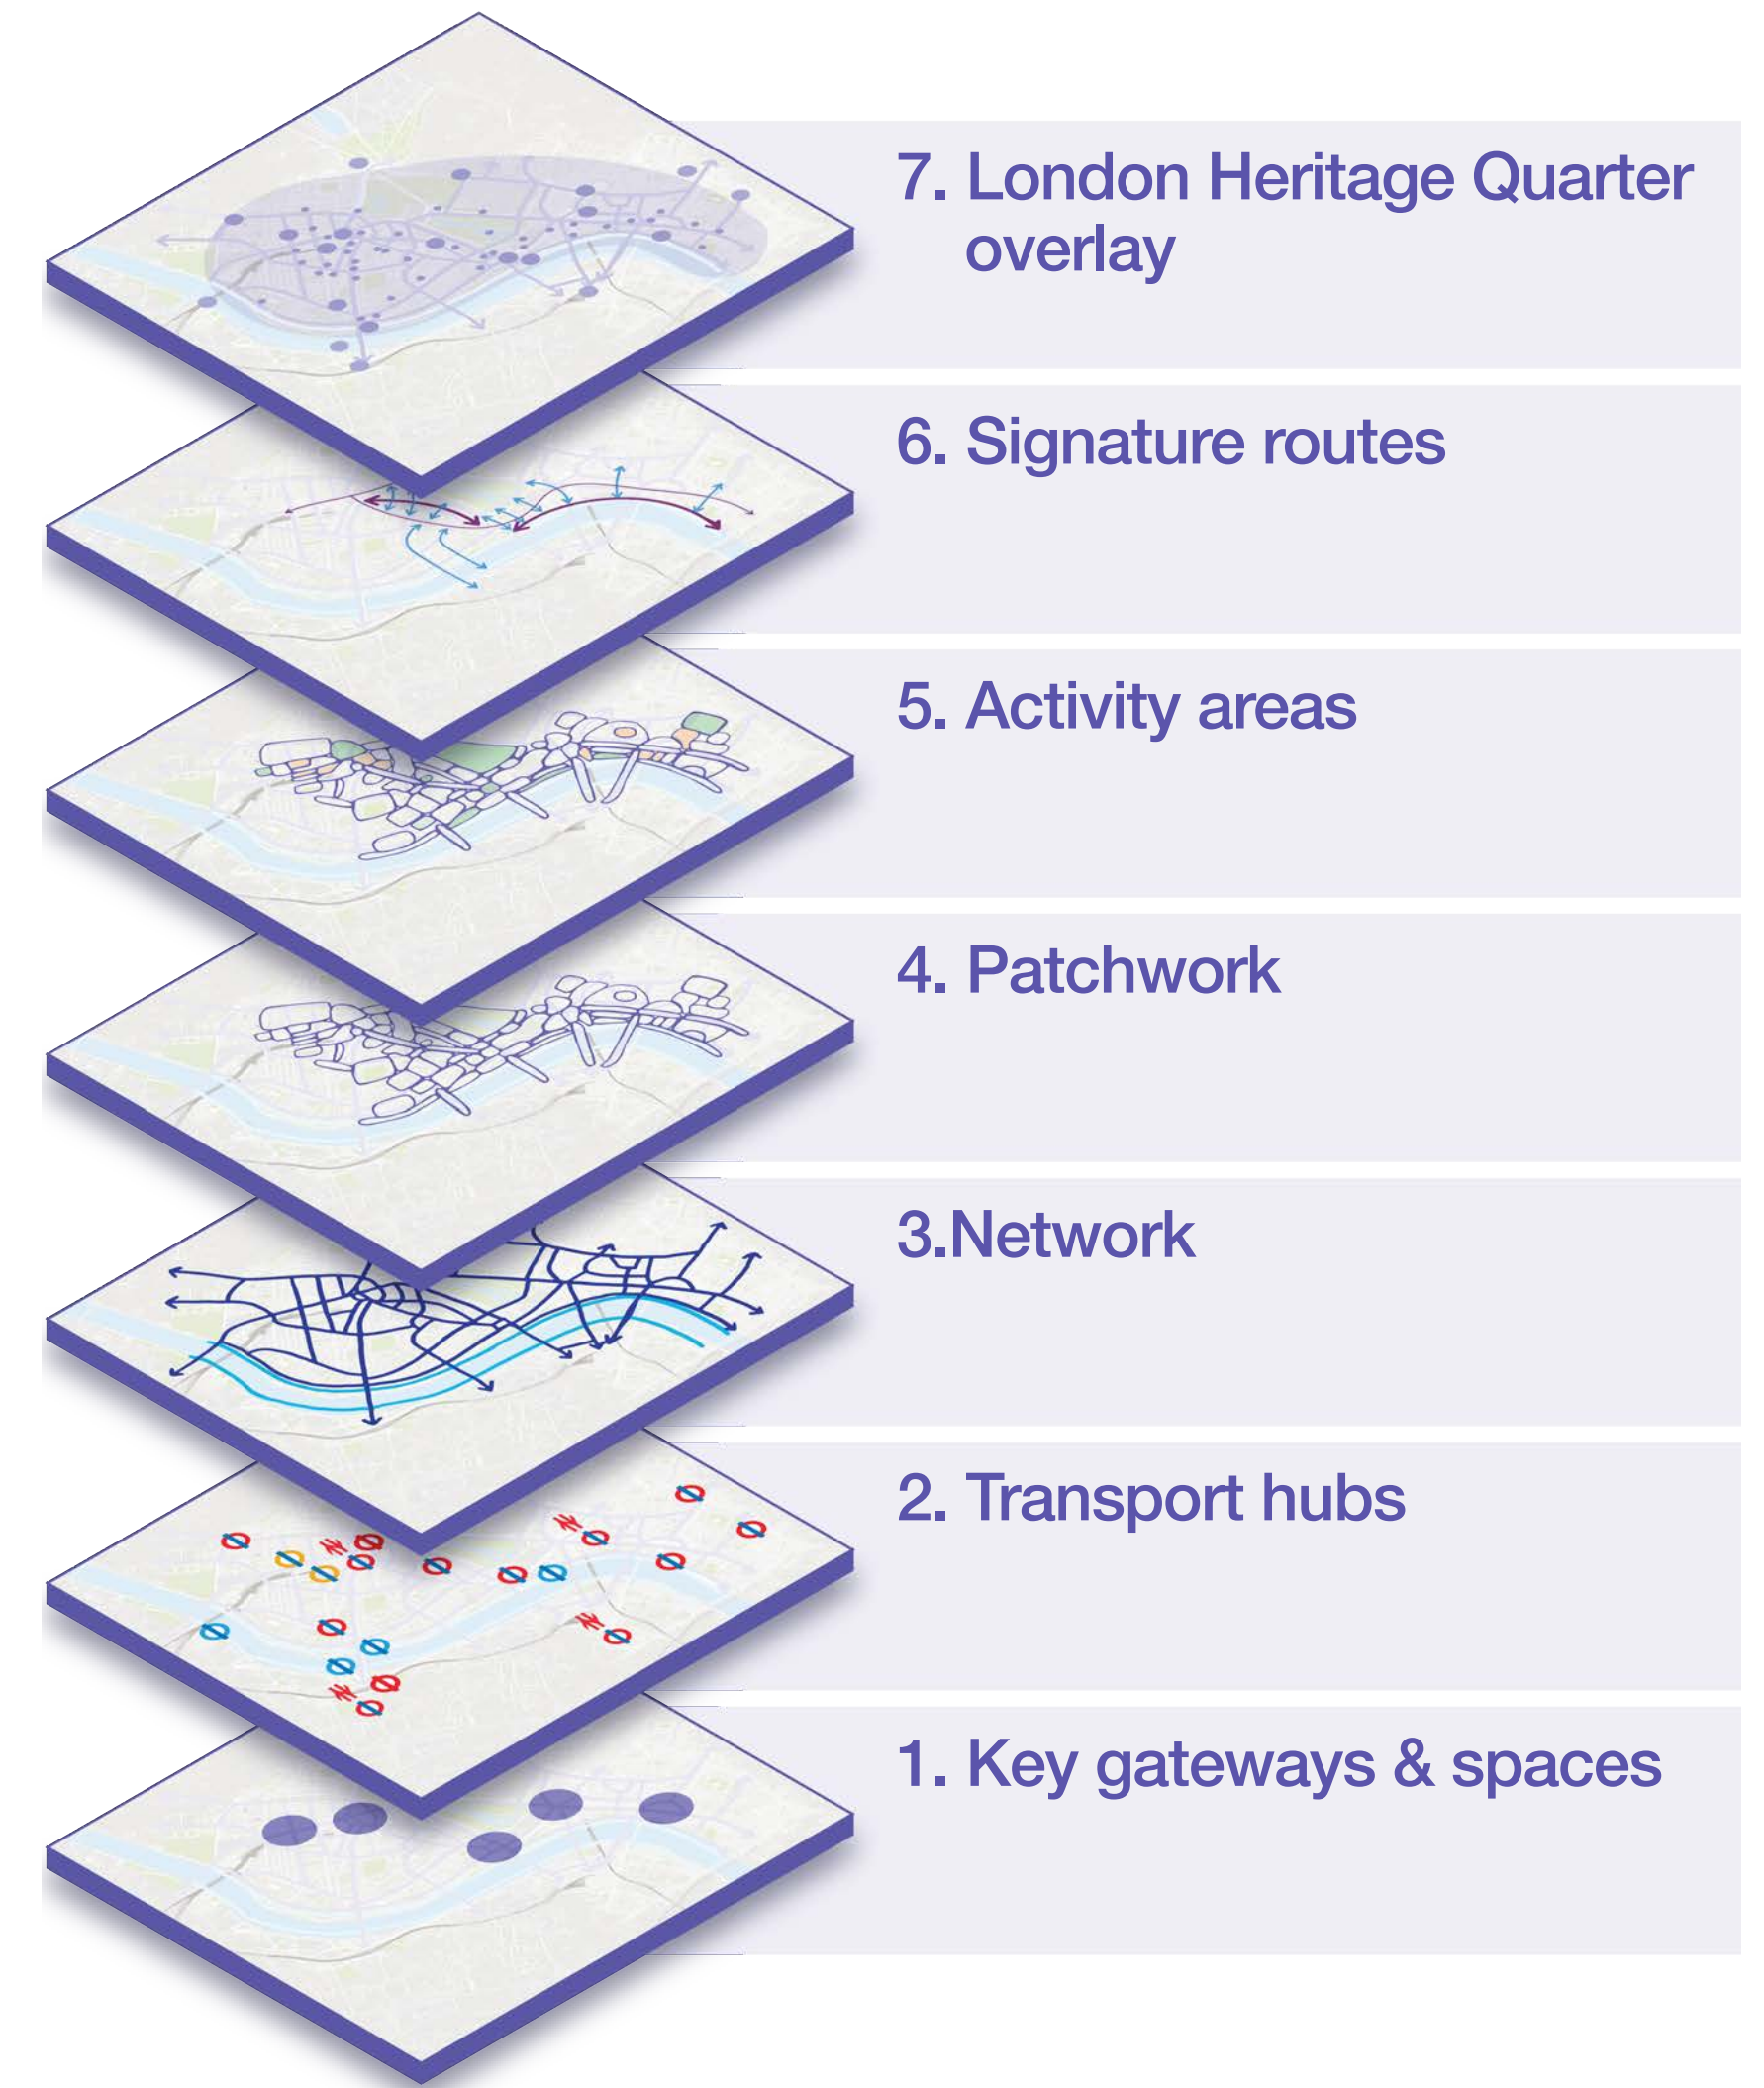 7. London Heritage Quarter
overlay
6. Signature routes
5. Activity areas
4. Patchwork
3.Network
2. Transport hubs
1. Key gateways & spaces